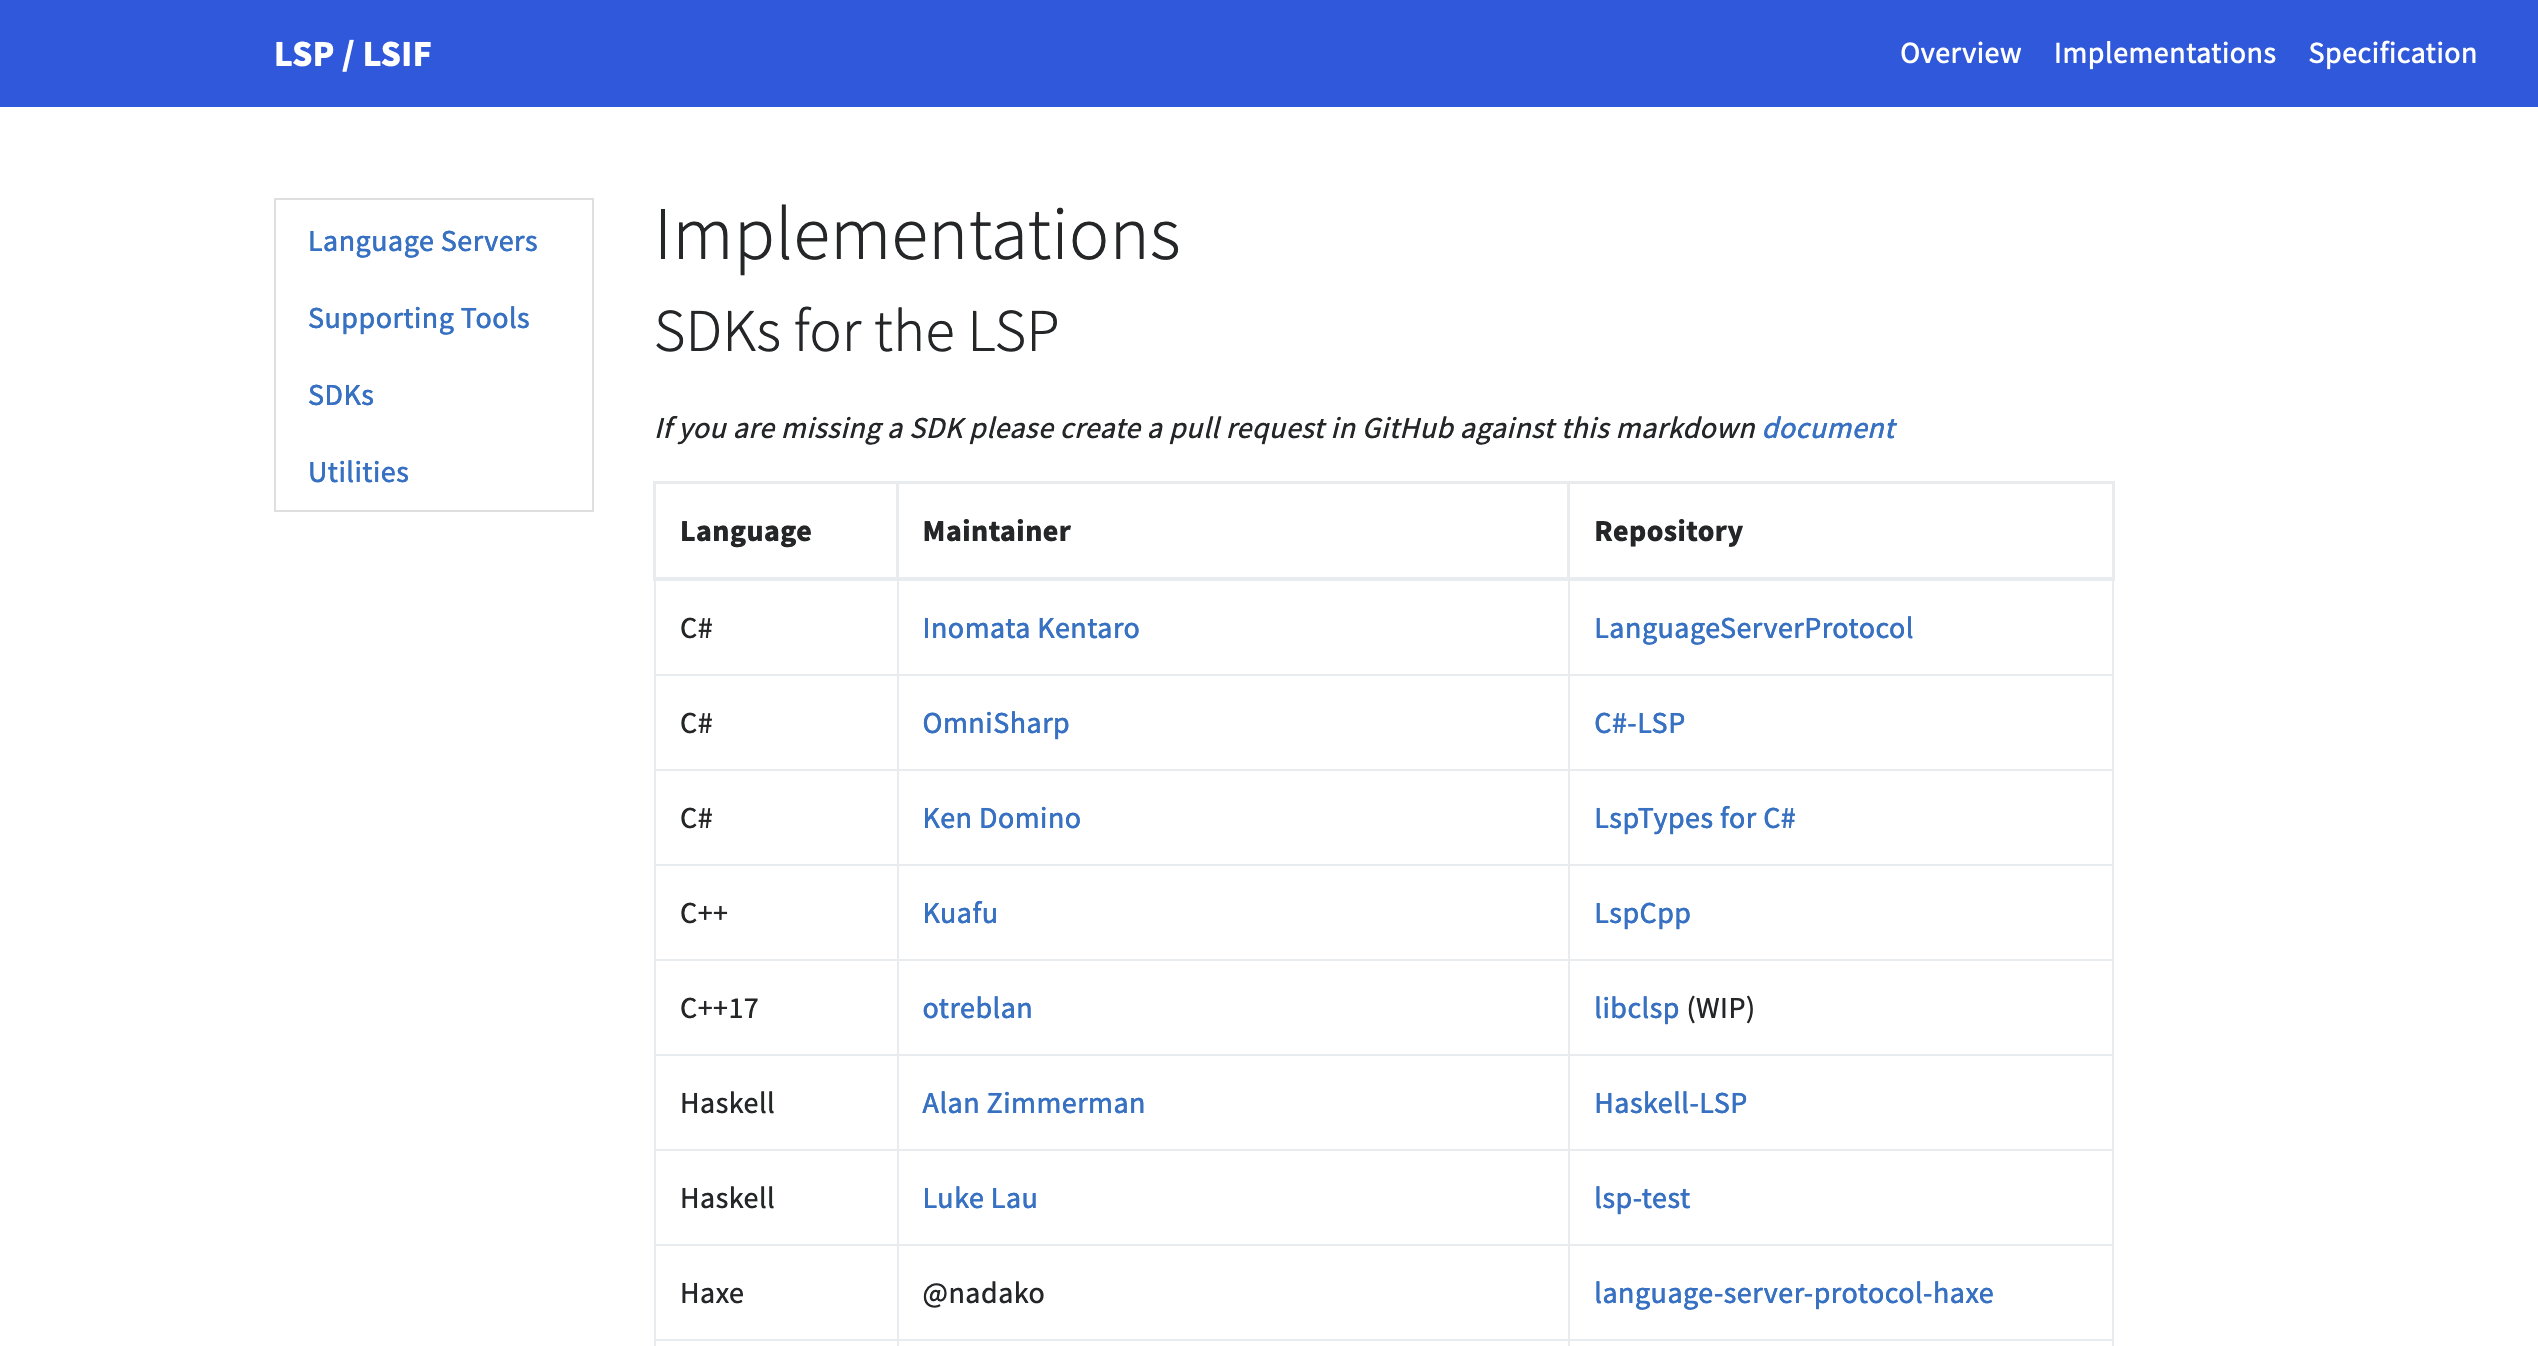 LSP / LSIF
Overview Implementations Specification
Language Servers
Supporting Tools
SDKs
Utilities
Implementations
SDKs for the LSP
If you are missing a SDK please create a pull request in GitHub against this markdown document
Language Maintainer Repository
C# Inomata Kentaro LanguageServerProtocol
C# OmniSharp C#-LSP
C# Ken Domino LspTypes for C#
C++ Kuafu LspCpp
C++17 otreblan libclsp (WIP)
Haskell Alan Zimmerman Haskell-LSP
Haskell Luke Lau lsp-test
Haxe @nadako language-server-protocol-haxe